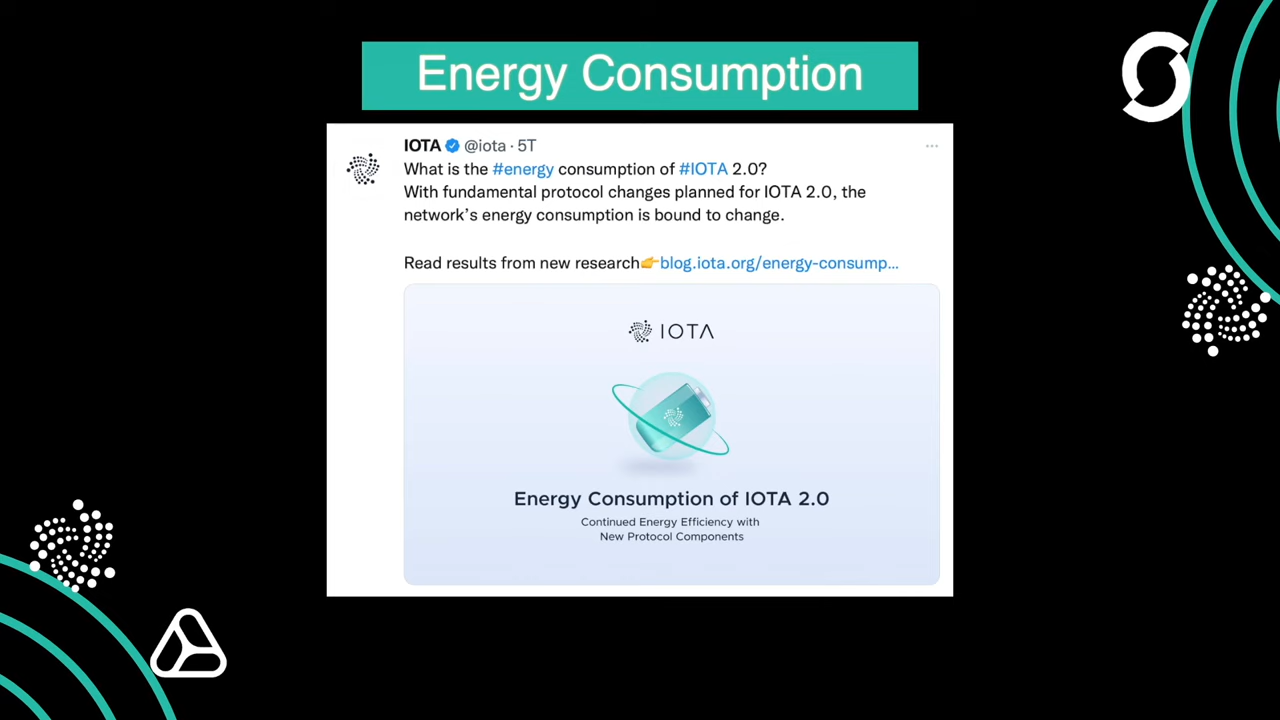 Energy Consumption
IOTA @iota · 5T
What is the #energy consumption of #IOTA 2.0?
With fundamental protocol changes planned for IOTA 2.0, the
network’s energy consumption is bound to change.
Read results from new research👉blog.iota.org/energy-consump...
IOTA
Energy Consumption of IOTA 2.0
Continued Energy Efficiency with
New Protocol Components